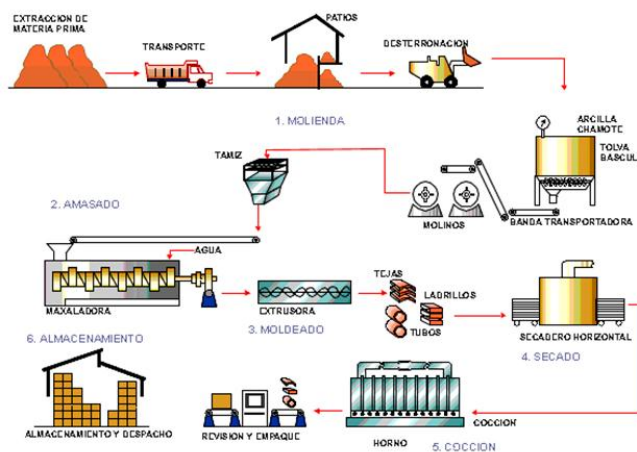 EXTRACCION DE
MATERIA PRIMA
TRANSPORTE
PATIOS
DESTERRONACION
1. MOLIENDA
ARCILLA
CHAMOTE
TOLVA
BASCUL
TAMIZ
MOLINOS
BANDA TRANSPORTADORA
2. AMASADO
AGUA
MAXALADORA
EXTRUSORA
3. MOLDEADO
TEJAS
LADRILLOS
TUBOS
SECADERO HORIZONTAL
4. SECADO
6. ALMACENAMIENTO
ALMACENAMIENTO Y DESPACHO
REVISION Y EMPAQUE
HORNO
COCCION
5. COCCION